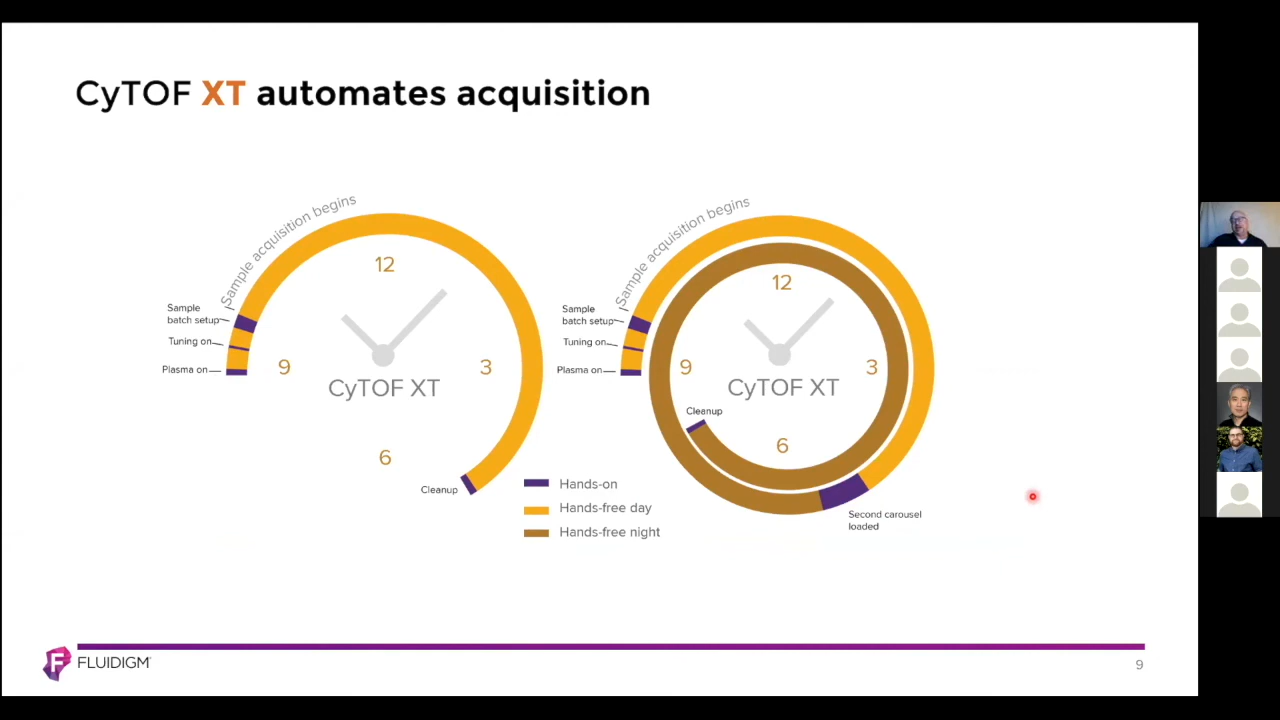 CyTOF XT automates acquisition
Sample acquisition begins
Sample
batch setup
Tuning on
Plasma on
12
9
3
CyTOF XT
6
Cleanup
Sample acquisition begins
Sample
batch setup
Tuning on
Plasma on
12
9
3
CyTOF XT
Cleanup
6
Second carousel
loaded
Hands-on
Hands-free day
Hands-free night
FLUIDIGM
9